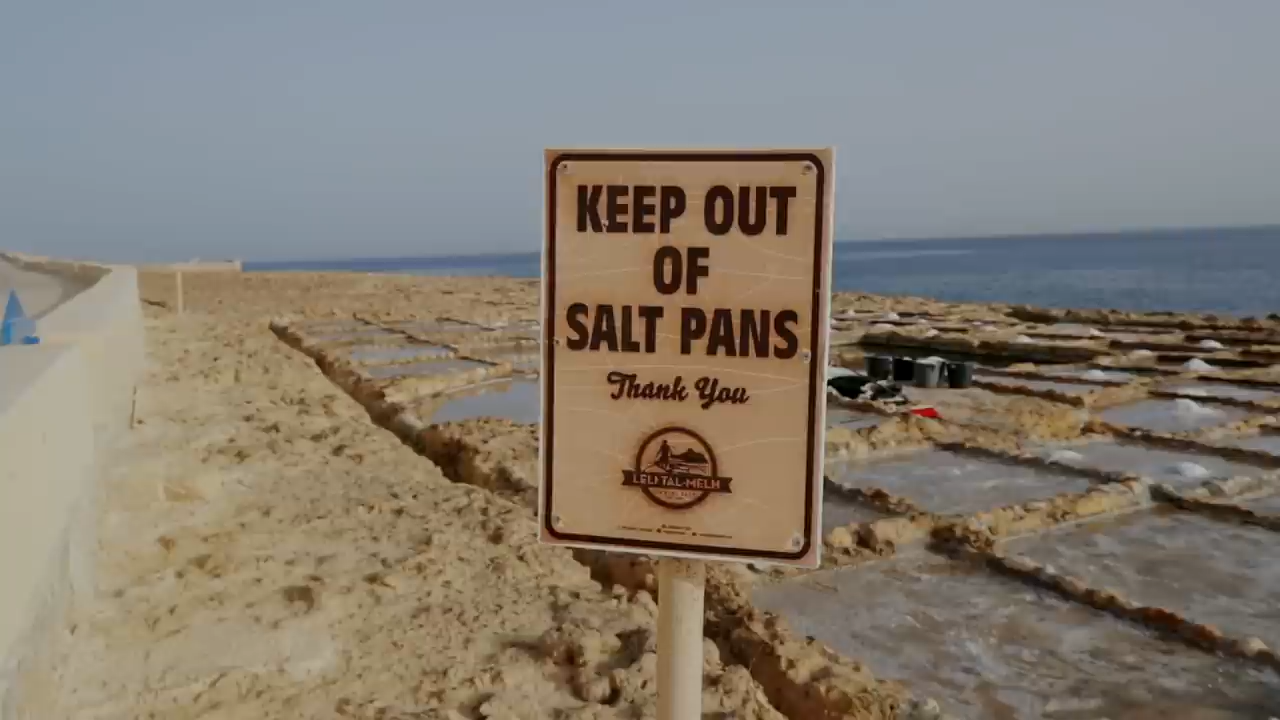 KEEP OUT
OF
SALT PANS
Thank You
LELI TAL-MELH